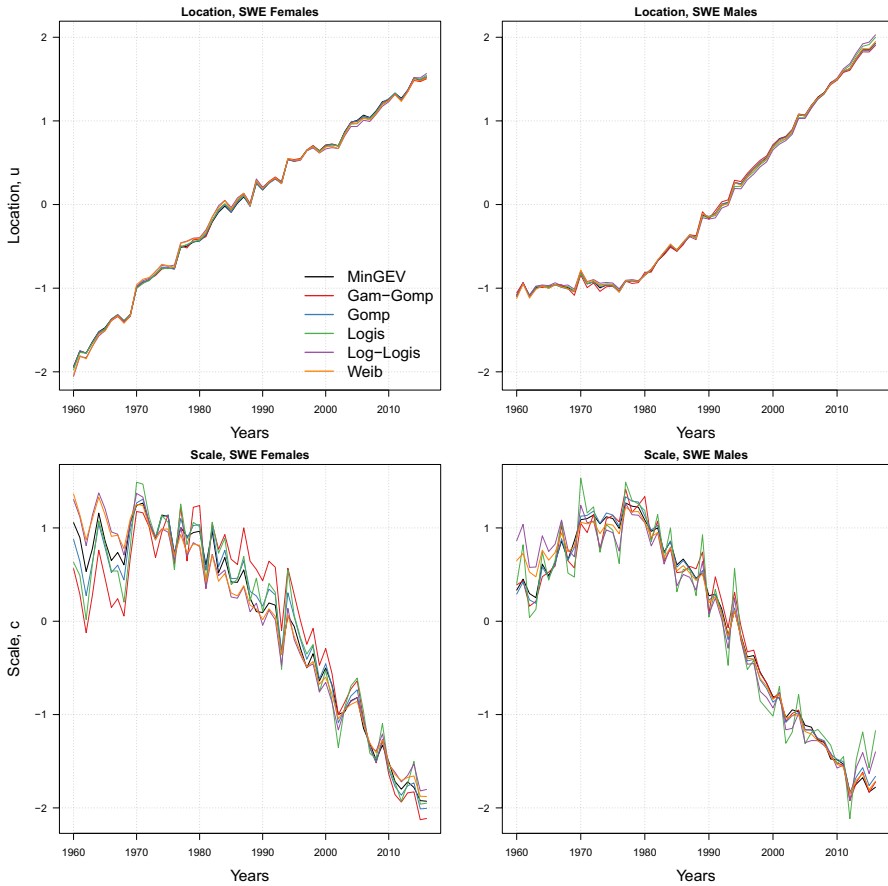 Location, SWE Females
Location, SWE Males
Location, u
2
1
0
−1
−2
MinGEV
Gam−Gomp
Gomp
Logis
Log−Logis
Weib
1960 1970 1980 1990 2000 2010
Years
2
1
0
−1
−2
1960 1970 1980 1990 2000 2010
Years
Scale, SWE Females
Scale, SWE Males
Scale, c
1
0
−1
−2
1960 1970 1980 1990 2000 2010
Years
1
0
−1
−2
1960 1970 1980 1990 2000 2010
Years